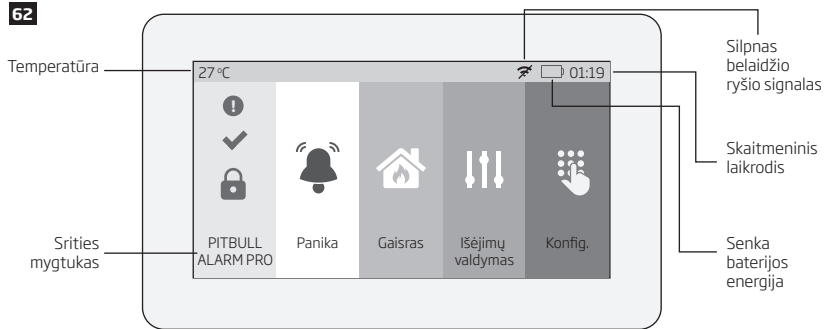 62
Temperatūra
27 °C
01:19
Silpnas
belaidžio
ryšio signalas
Skaitmeninis
laikrodis
Srities
mygtukas
PITBULL
ALARM PRO
Panika
Gaisras
Išėjimų
valdymas
Konfig.
Senka
baterijos
energija